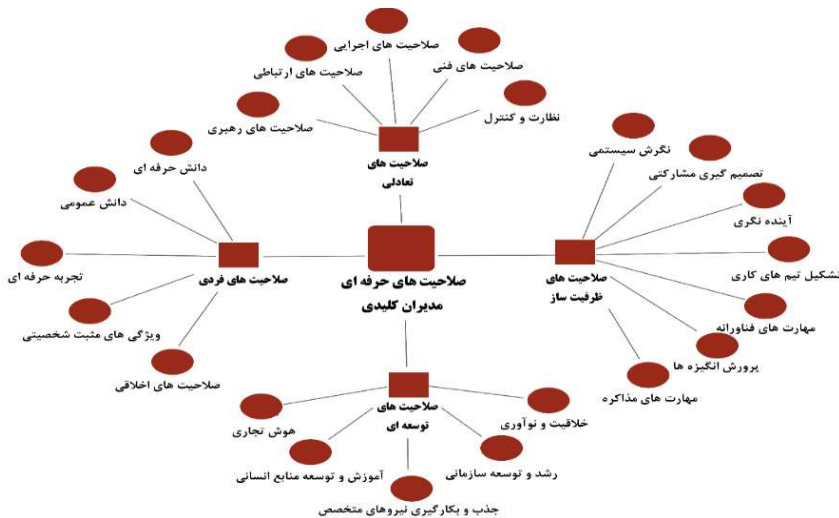 صلاحیت های اجرایی
صلاحیت های فنی
صلاحیت های ارتباطی
نظارت و کنترل
صلاحیت های رهبری
صلاحیت های
تعادلی
نگرش سیستمی
تصمیم گیری مشارکتی
آینده نگری
تشکیل تیم های کاری
مهارت های فناورانه
پرورش انگیزه ها
مهارت های مذاکره
صلاحیت های
ظرفیت ساز
صلاحیت های حرفه ای
مدیران کلیدی
دانش حرفه ای
دانش عمومی
تجربه حرفه ای
ویژگی های مثبت شخصیتی
صلاحیت های اخلاقی
صلاحیت های فردی
صلاحیت های
توسعه ای
خلاقیت و نوآوری
رشد و توسعه سازمانی
جذب و بکارگیری نیروهای متخصص
آموزش و توسعه منابع انسانی
هوش تجاری